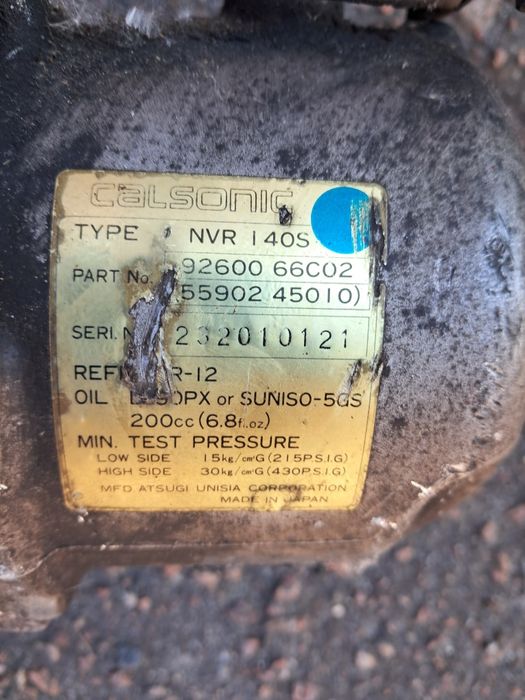 CALSONIC
TYPE NVR 140S
PART No. 92600 66C02
55902 45010)
SERI. N 232010121
R-12
OIL or SUNISO-5GS
200cc (6.8fl.oz)
MIN. TEST PRESSURE
LOW SIDE 15kg/cm²G(215P.S.I.G)
HIGH SIDE 30kg/cm²G(430P.S.I.G)
MFD. ATSUGI UNISIA CORPORATION
MADE IN JAPAN